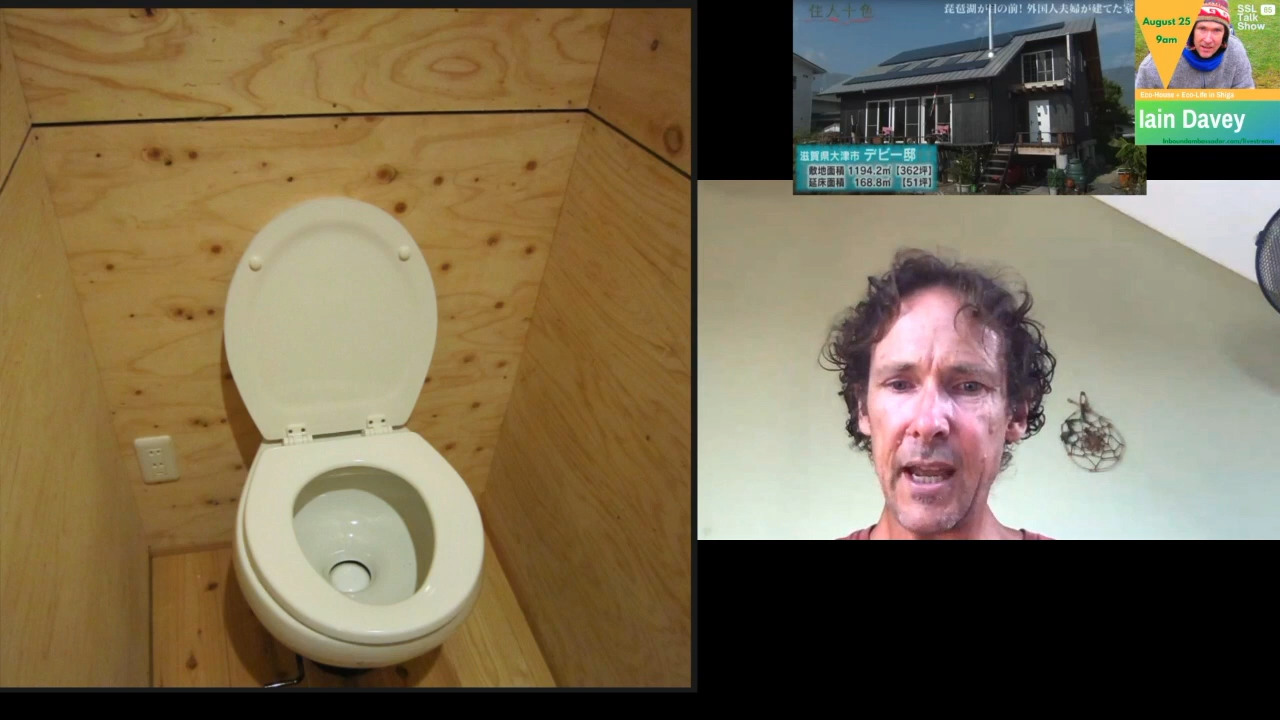 住人十色
琵琶湖が目の前! 外国人夫婦が建てた家
滋賀県大津市 デビー邸
敷地面積 1194.2㎡ [362坪]
延床面積 168.8㎡ [51坪]
August 25
9am
SSL 85
Talk
Show
Eco-House + Eco-Life in Shiga
Iain Davey